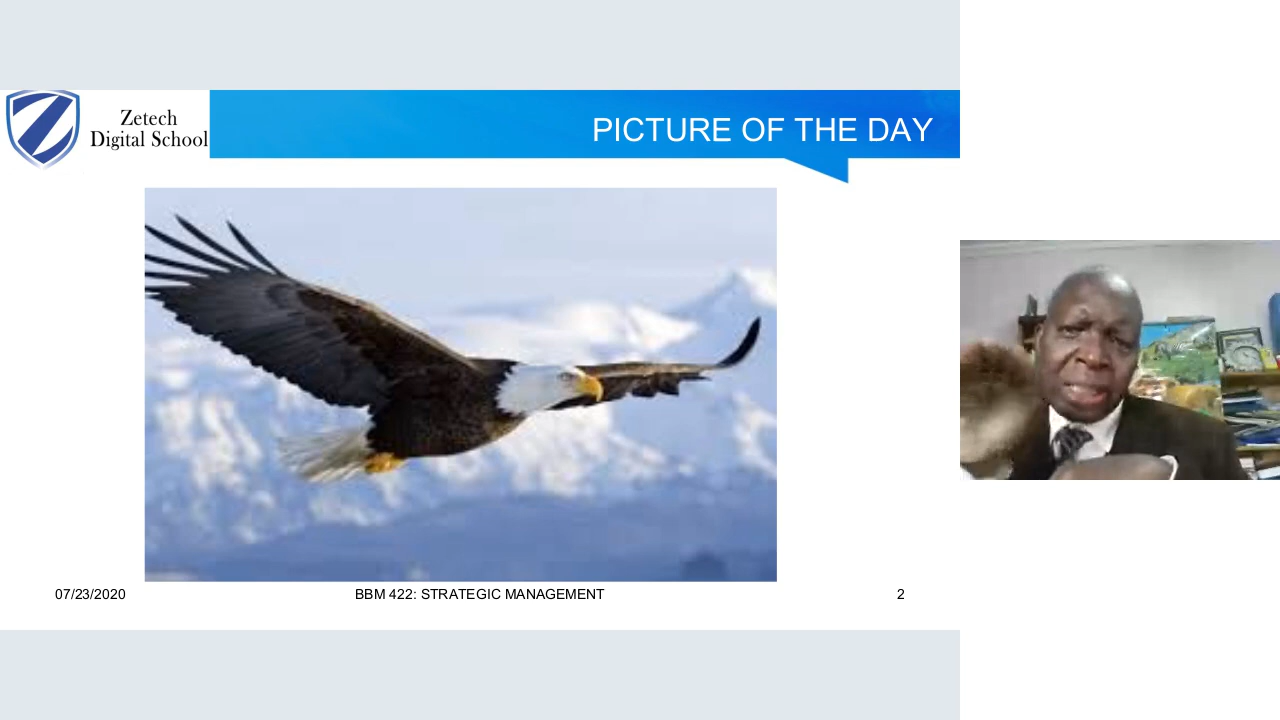 Zetech
Digital School
PICTURE OF THE DAY
07/23/2020
BBM 422: STRATEGIC MANAGEMENT
2